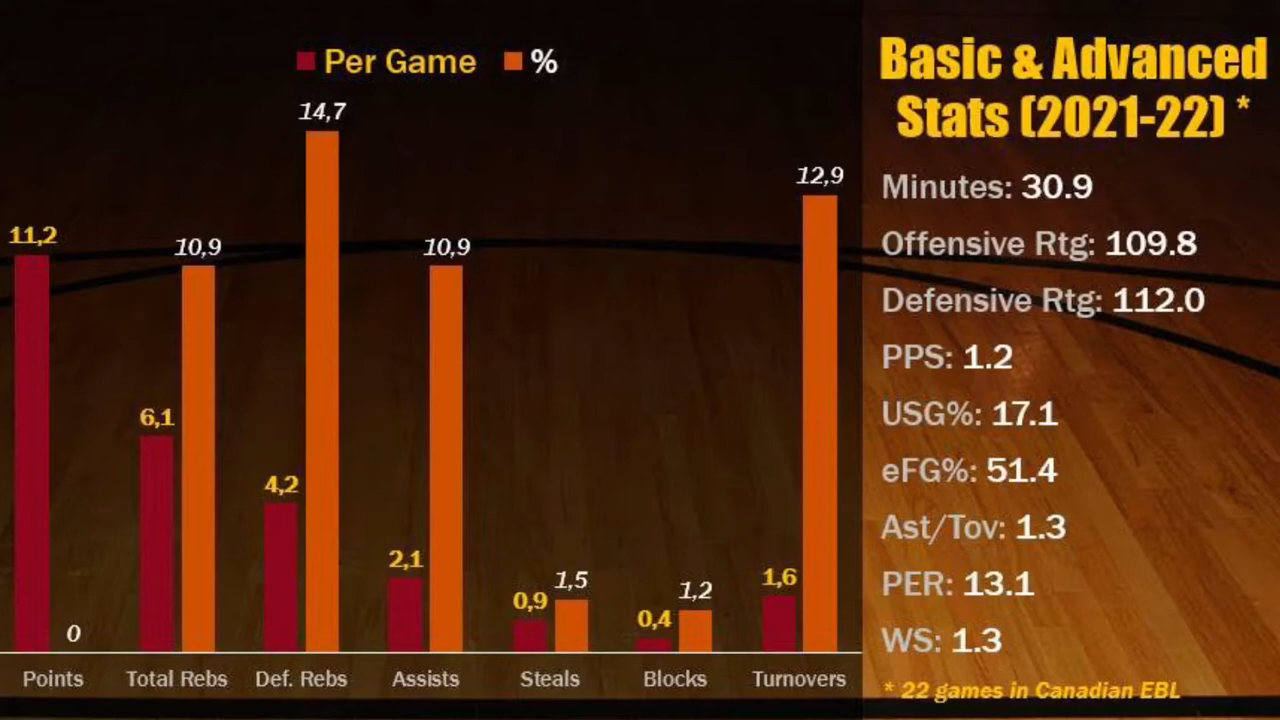 Per Game %
14,7
12,9
11,2
10,9
10,9
6,1
4,2
2,1
1,6
1,5
0,9
1,2
0,4
0
Points Total Rebs Def. Rebs Assists Steals Blocks Turnovers
Basic & Advanced
Stats (2021-22) *
Minutes: 30.9
Offensive Rtg: 109.8
Defensive Rtg: 112.0
PPS: 1.2
USG%: 17.1
eFG%: 51.4
Ast/Tov: 1.3
PER: 13.1
WS: 1.3
* 22 games in Canadian EBL